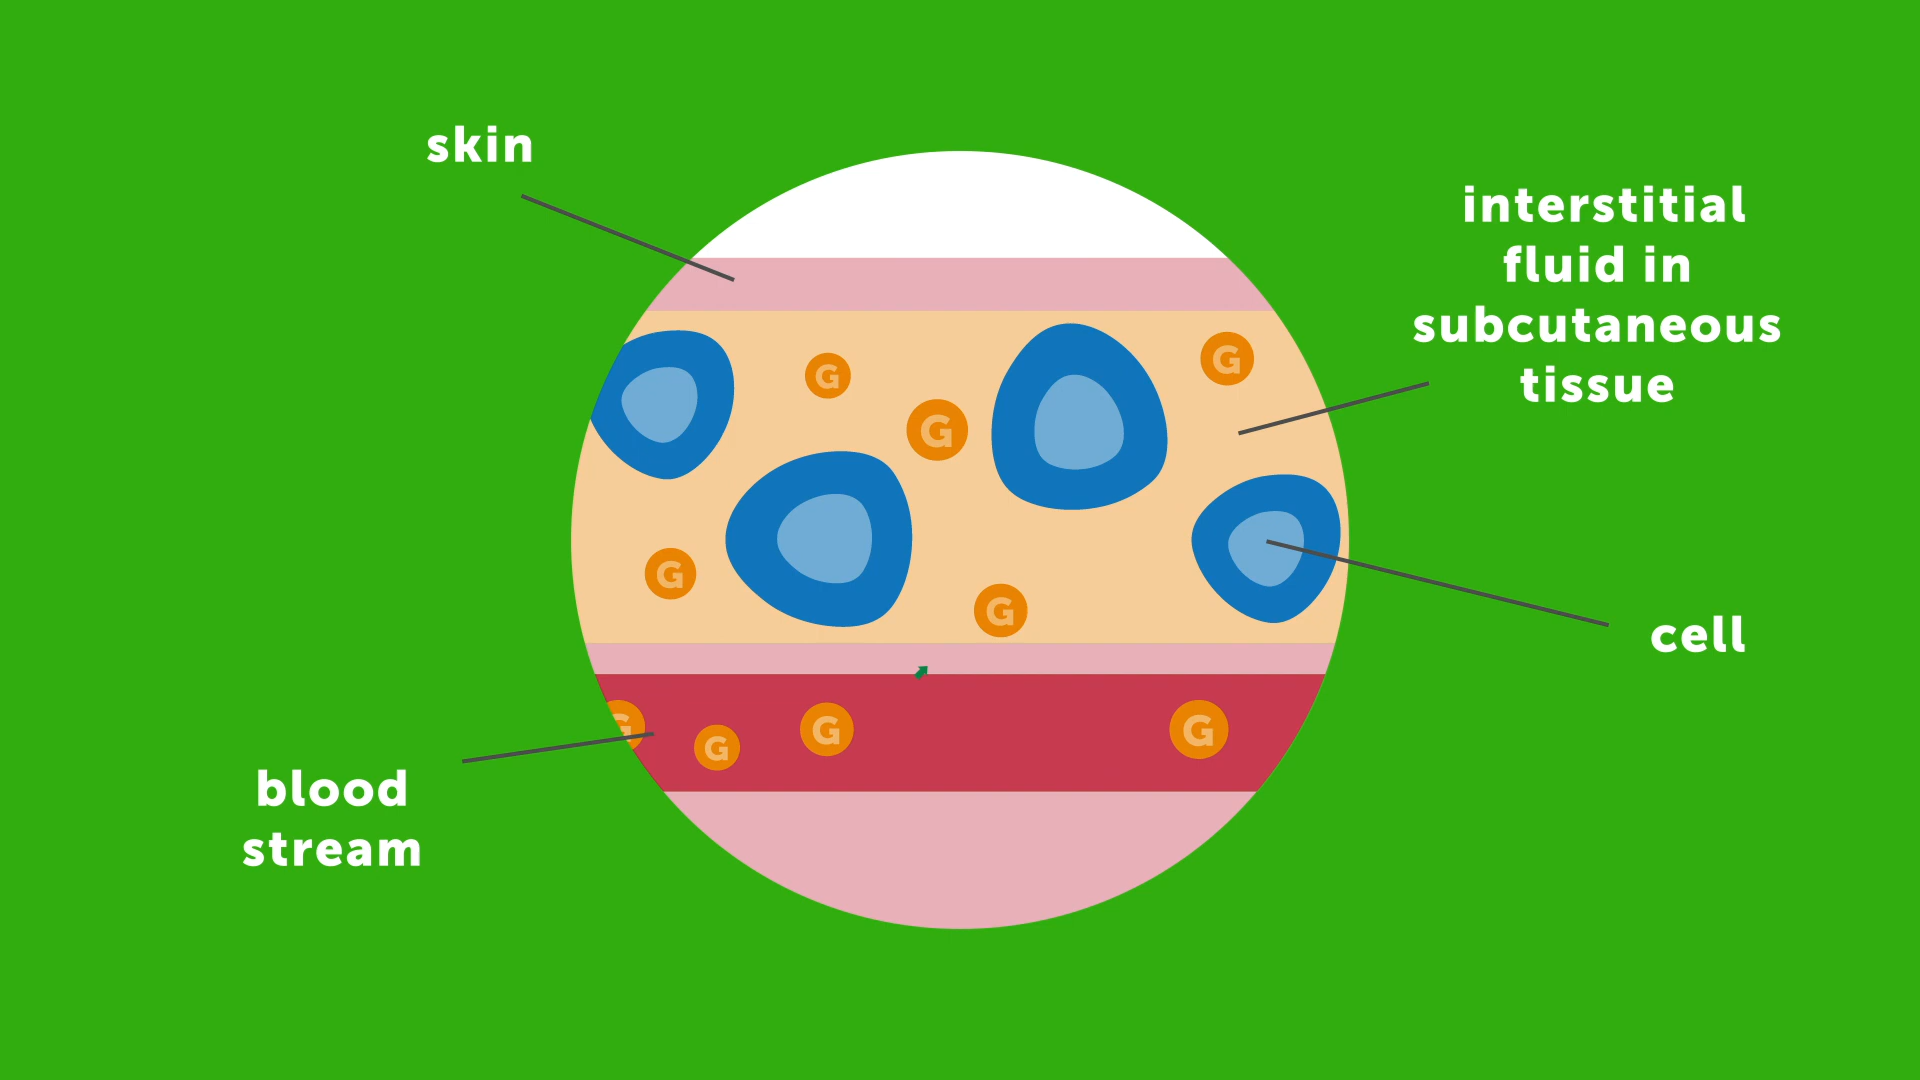 skin
interstitial
fluid in
subcutaneous
tissue
G
G
G
G
G
cell
G
G
G
G
blood
stream